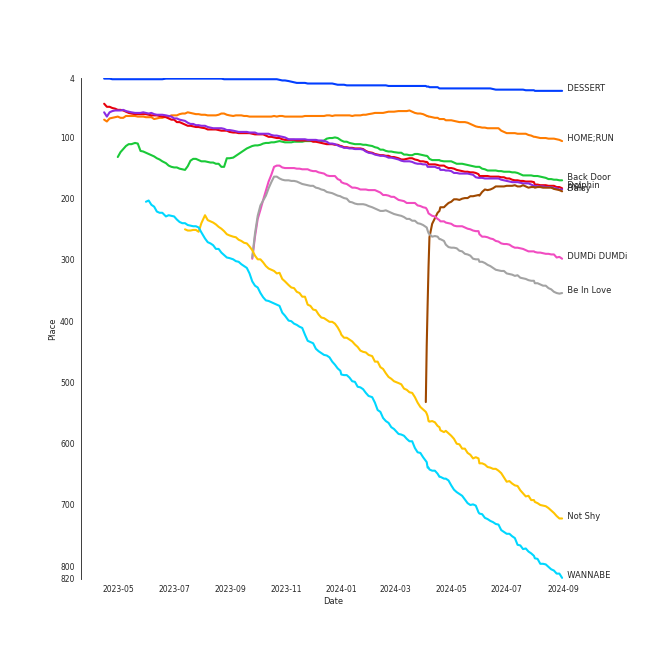 4
DESSERT
100
HOME;RUN
Back Door
Dolphin
200
300
DUMDi DUMDi
Be In Love
Place
400
500
600
700
Not Shy
800
WANNABE
820
2023-05 2023-07 2023-09 2023-11 2024-01 2024-03 2024-05 2024-07 2024-09
Date